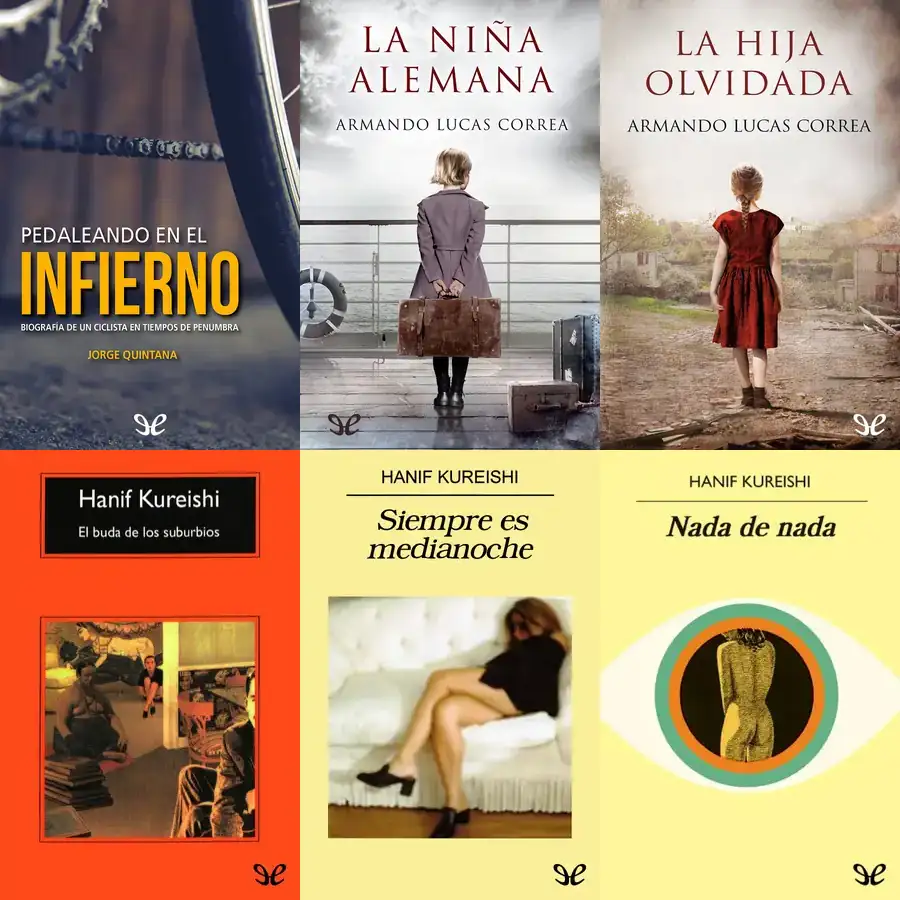 PEDALEANDO EN EL
INFIERNO
BIOGRAFÍA DE UN CICLISTA EN TIEMPOS DE PENUMBRA
JORGE QUINTANA
LA NIÑA
ALEMANA
ARMANDO LUCAS CORREA
LA HIJA
OLVIDADA
ARMANDO LUCAS CORREA
Hanif Kureishi
El buda de los suburbios
HANIF KUREISHI
Siempre es
medianoche
HANIF KUREISHI
Nada de nada